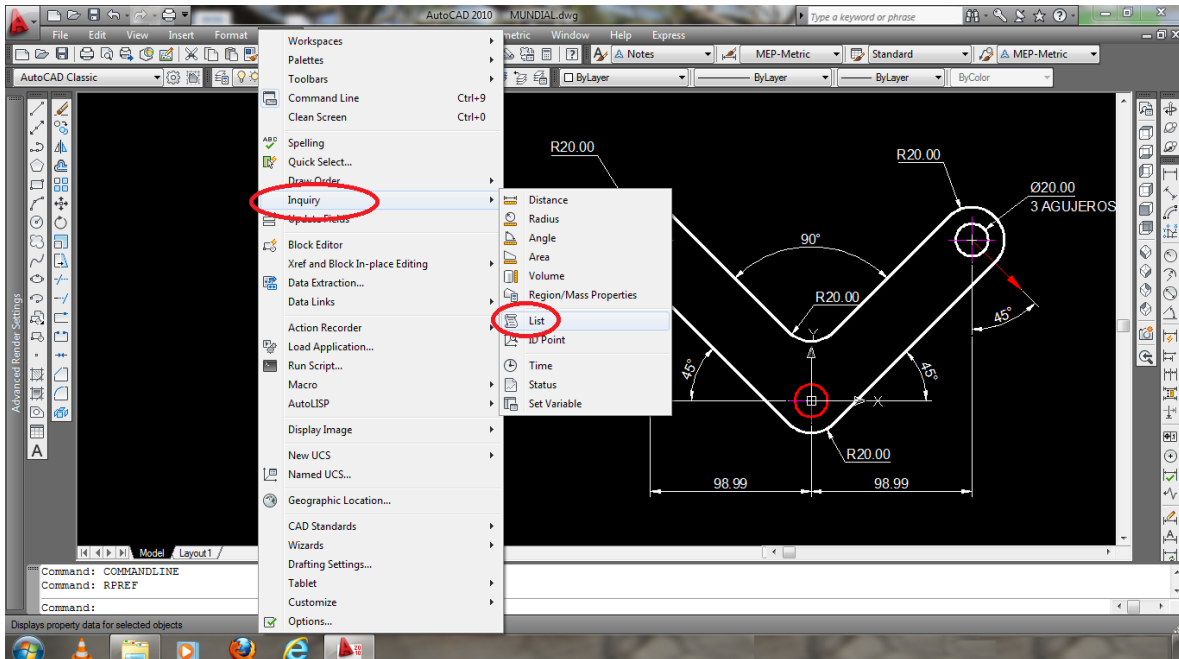 AutoCAD 2010 MUNDIAL.dwg
Type a keyword or phrase
File Edit View Insert Format
Window Help Express
Notes MEP-Metric Standard MEP-Metric
AutoCAD Classic ByLayer ByLayer ByLayer ByColor
Workspaces
Palettes
Toolbars
Command Line Ctrl+9
Clean Screen Ctrl+0
ABC Spelling
Quick Select...
Draw Order
Inquiry
Update Fields
Block Editor
Xref and Block In-place Editing
Data Extraction...
Data Links
Action Recorder
Load Application...
Run Script...
Macro
AutoLISP
Display Image
New UCS
Named UCS...
Geographic Location...
CAD Standards
Wizards
Drafting Settings...
Tablet
Customize
Options...
Distance
Radius
Angle
Area
Volume
Region/Mass Properties
List
ID Point
Time
Status
Set Variable
R20.00
R20.00
Ø20.00
3 AGUJEROS
90°
R20.00
45°
Y
45°
45°
X
R20.00
98.99 98.99
Advanced Render Settings
Model Layout1
Command: COMMANDLINE
Command: RPREF
Command:
Displays property data for selected objects